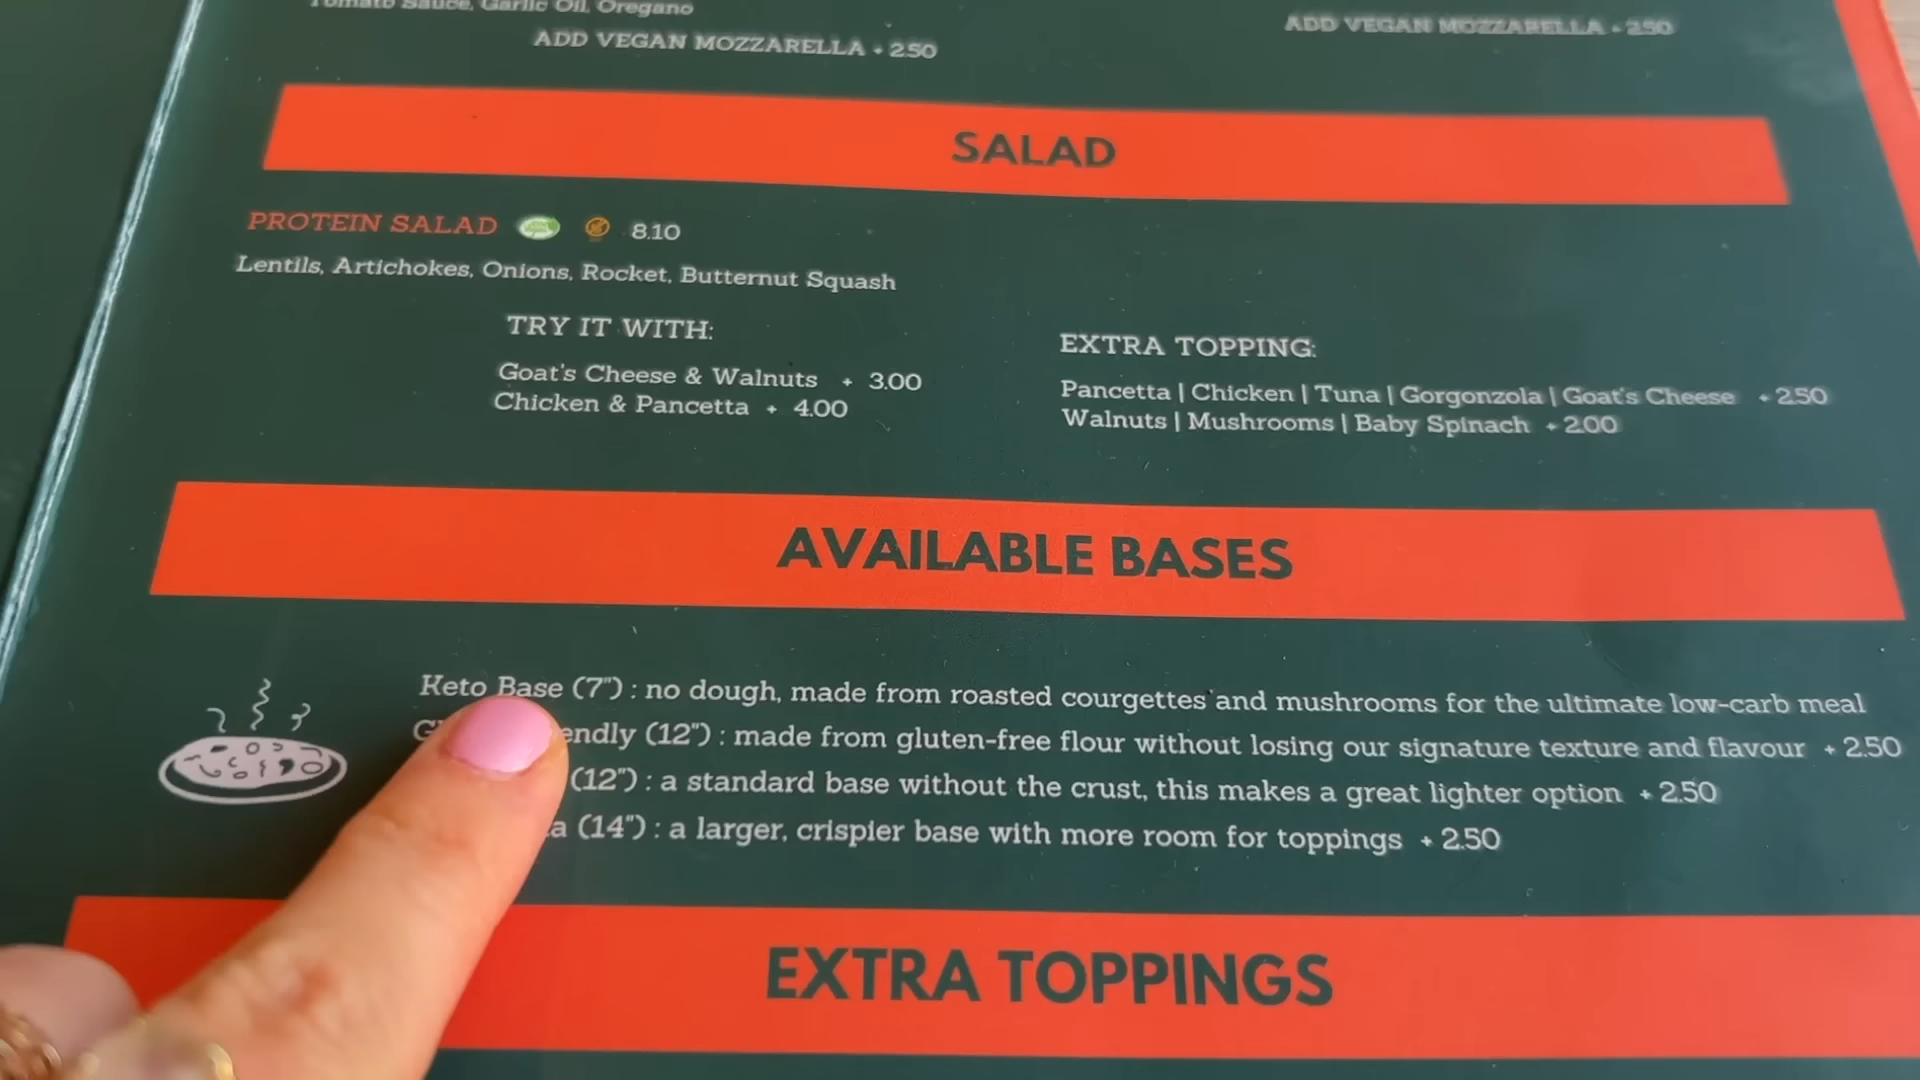 Tomato Sauce, Garlic Oil, Oregano
ADD VEGAN MOZZARELLA + 2.50
ADD VEGAN MOZZARELLA + 2.50
SALAD
PROTEIN SALAD 8.10
Lentils, Artichokes, Onions, Rocket, Butternut Squash
TRY IT WITH:
Goat's Cheese & Walnuts + 3.00
Chicken & Pancetta + 4.00
EXTRA TOPPING:
Pancetta | Chicken | Tuna | Gorgonzola | Goat's Cheese + 2.50
Walnuts | Mushrooms | Baby Spinach + 2.00
AVAILABLE BASES
Keto Base (7") : no dough, made from roasted courgettes and mushrooms for the ultimate low-carb meal
(12") : made from gluten-free flour without losing our signature texture and flavour + 2.50
(12") : a standard base without the crust, this makes a great lighter option + 2.50
(14") : a larger, crispier base with more room for toppings + 2.50
EXTRA TOPPINGS